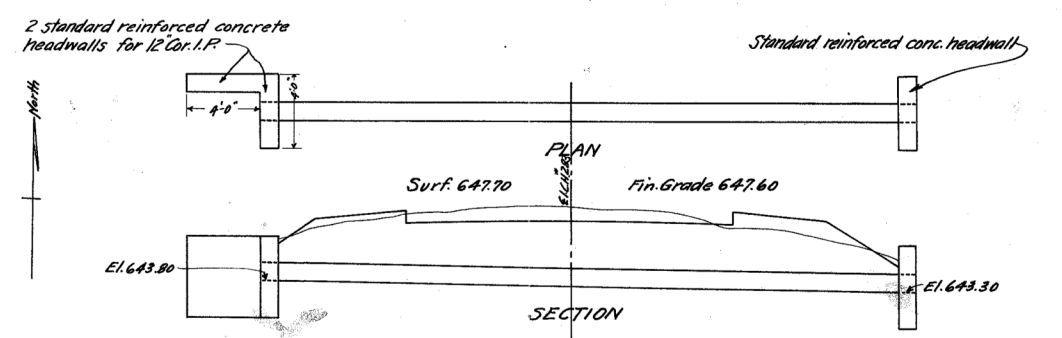 2 standard reinforced concrete
headwalls for 12" Cor. I.P.
Standard reinforced conc. headwall
North
4'-0"
4'-0"
PLAN
Surf. 647.70
Fin. Grade 647.60
El. 643.80
El. 643.30
SECTION